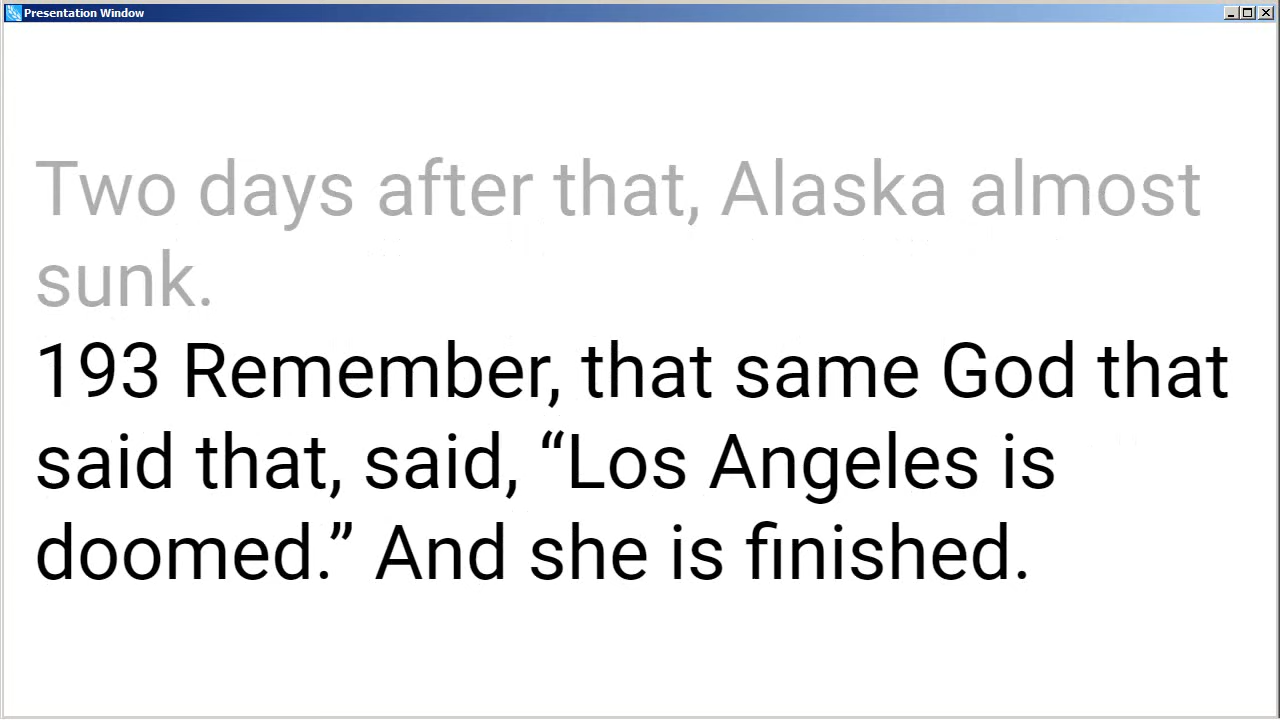 Presentation Window
Two days after that, Alaska almost
sunk.
193 Remember, that same God that
said that, said, “Los Angeles is
doomed.” And she is finished.